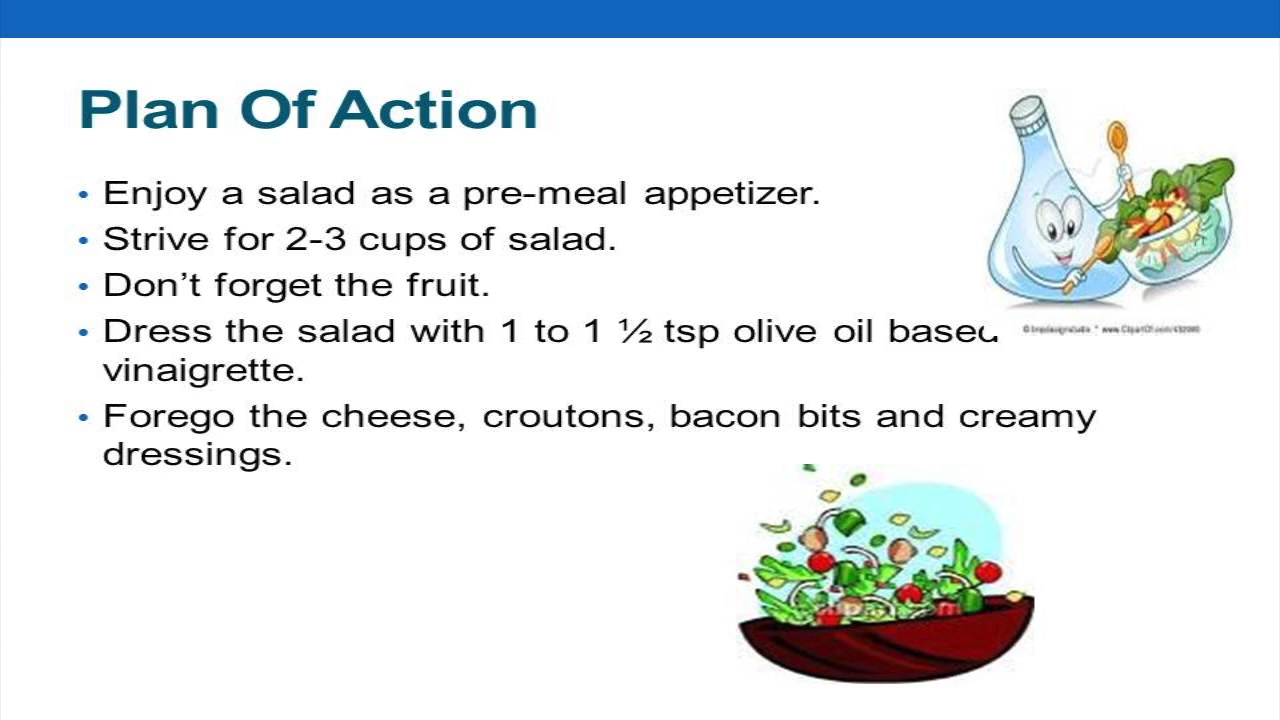 Plan Of Action
• Enjoy a salad as a pre-meal appetizer.
• Strive for 2-3 cups of salad.
• Don’t forget the fruit.
• Dress the salad with 1 to 1 ½ tsp olive oil based
vinaigrette.
• Forego the cheese, croutons, bacon bits and creamy
dressings.